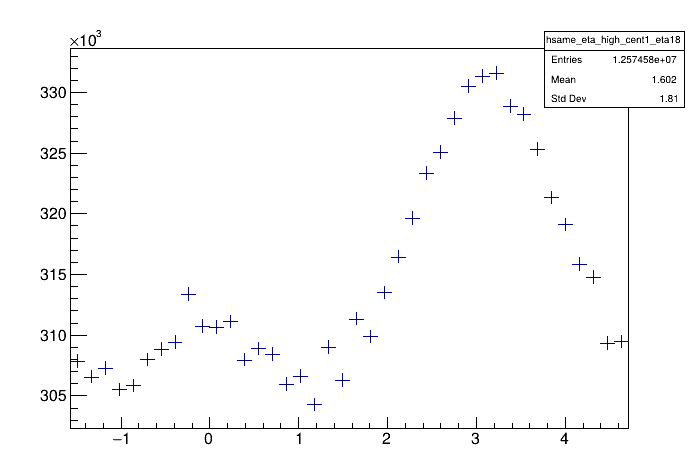 ×10³
hsame_eta_high_cent1_eta18
Entries 1.257458e+07
Mean 1.602
Std Dev 1.81
330
325
320
315
310
305
−1 0 1 2 3 4